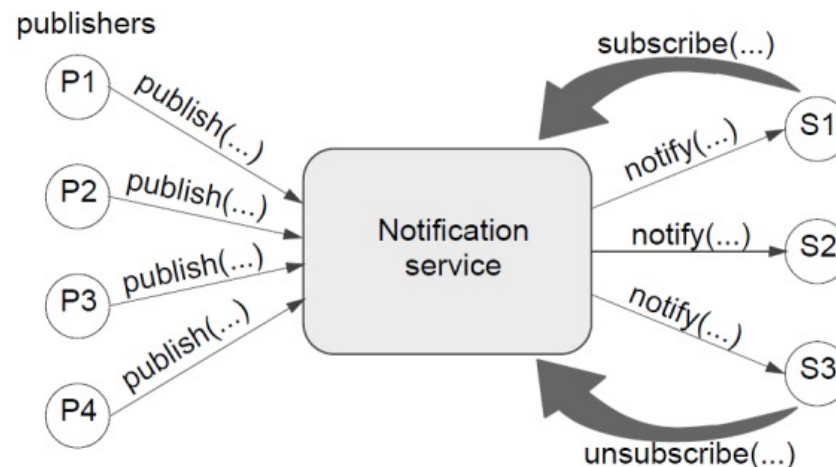 publishers
P1
publish(...)
P2
publish(...)
P3
publish(...)
P4
publish(...)
Notification
service
subscribe(...)
S1
notify(...)
S2
notify(...)
S3
notify(...)
unsubscribe(...)